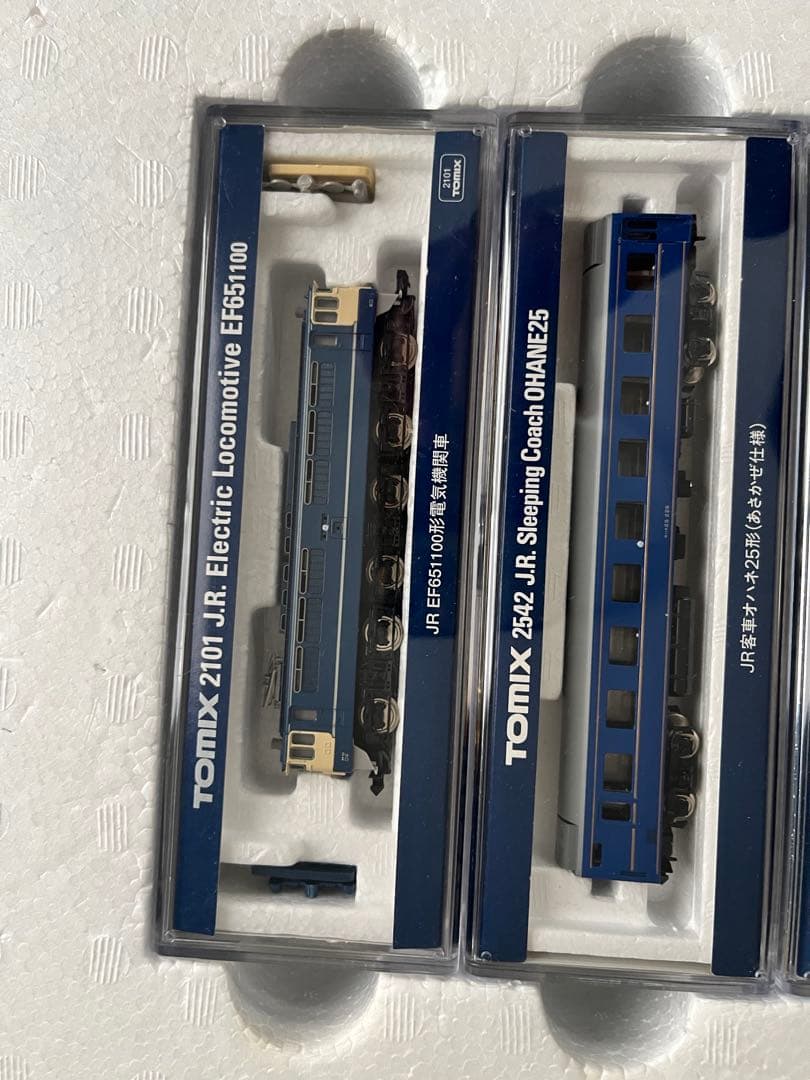 TOMIX 2101 J.R. Electric Locomotive EF651100
2101
TOMIX
JR EF651100形電気機関車
TOMIX 2542 J.R. Sleeping Coach OHANE25
JR客車オハネ25形(あさかぜ仕様)